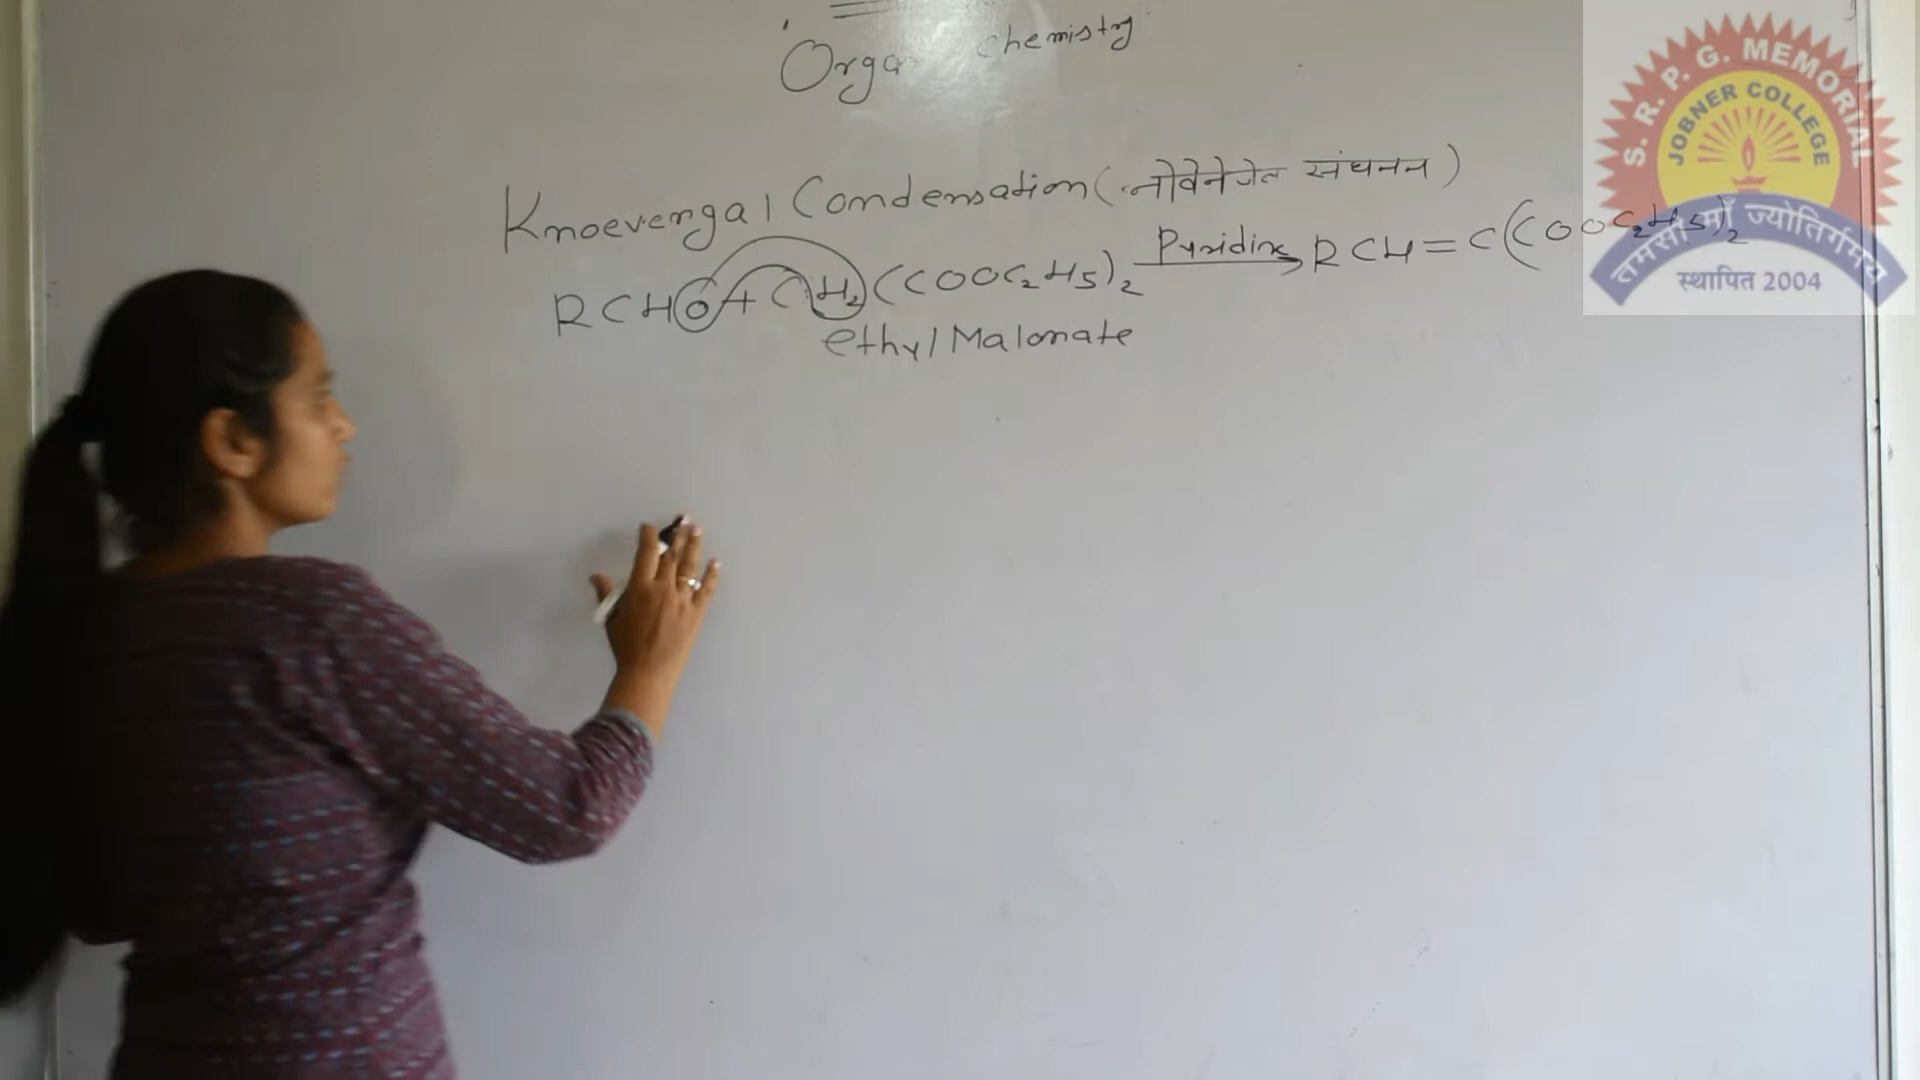 Organ chemistry
Knoevengal Condensation (नोवेनेजेल संघनन)
RCHO + CH₂(COOC₂H₅)₂ Pyridine → RCH = C(COOC₂H₅)₂
ethyl Malonate
S. R. P. G. MEMORIAL
JOBNER COLLEGE
तमसो माँ ज्योतिर्गमय
स्थापित 2004